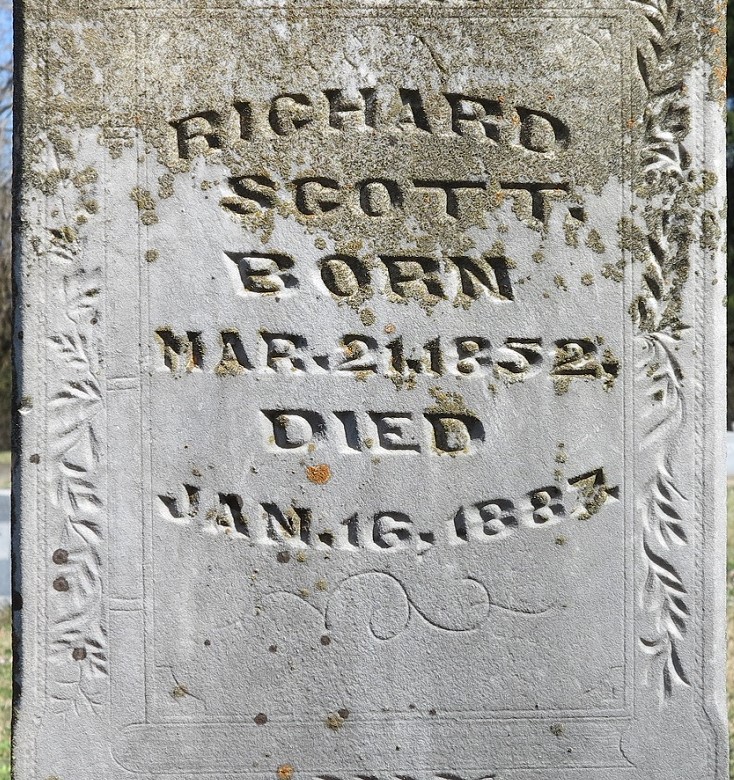 RICHARD
SCOTT.
BORN
MAR. 21, 1852.
DIED
JAN. 16, 1887.